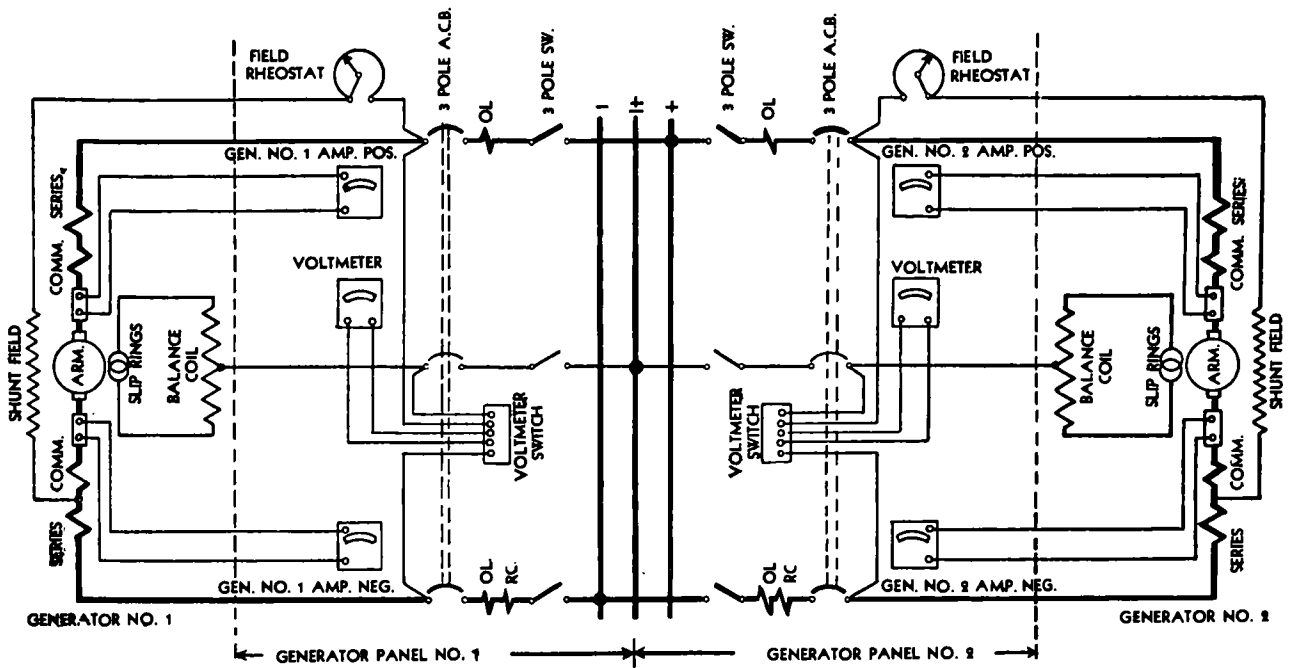 FIELD
RHEOSTAT
3 POLE A.C.B.
3 POLE SW.
OL
-
+-
+
3 POLE SW.
OL
3 POLE A.C.B.
FIELD
RHEOSTAT
GEN. NO. 1 AMP. POS.
GEN. NO. 2 AMP. POS.
SERIES
COMM.
VOLTMETER
VOLTMETER
SERIES
COMM.
SHUNT FIELD
ARM.
SLIP RINGS
BALANCE
COIL
VOLTMETER
SWITCH
VOLTMETER
SWITCH
BALANCE
COIL
SLIP RINGS
ARM.
SHUNT FIELD
COMM.
SERIES
COMM.
SERIES
GEN. NO. 1 AMP. NEG.
OL
RC.
OL
RC
GEN. NO. 2 AMP. NEG.
GENERATOR NO. 1
GENERATOR NO. 2
GENERATOR PANEL NO. 1
GENERATOR PANEL NO. 2